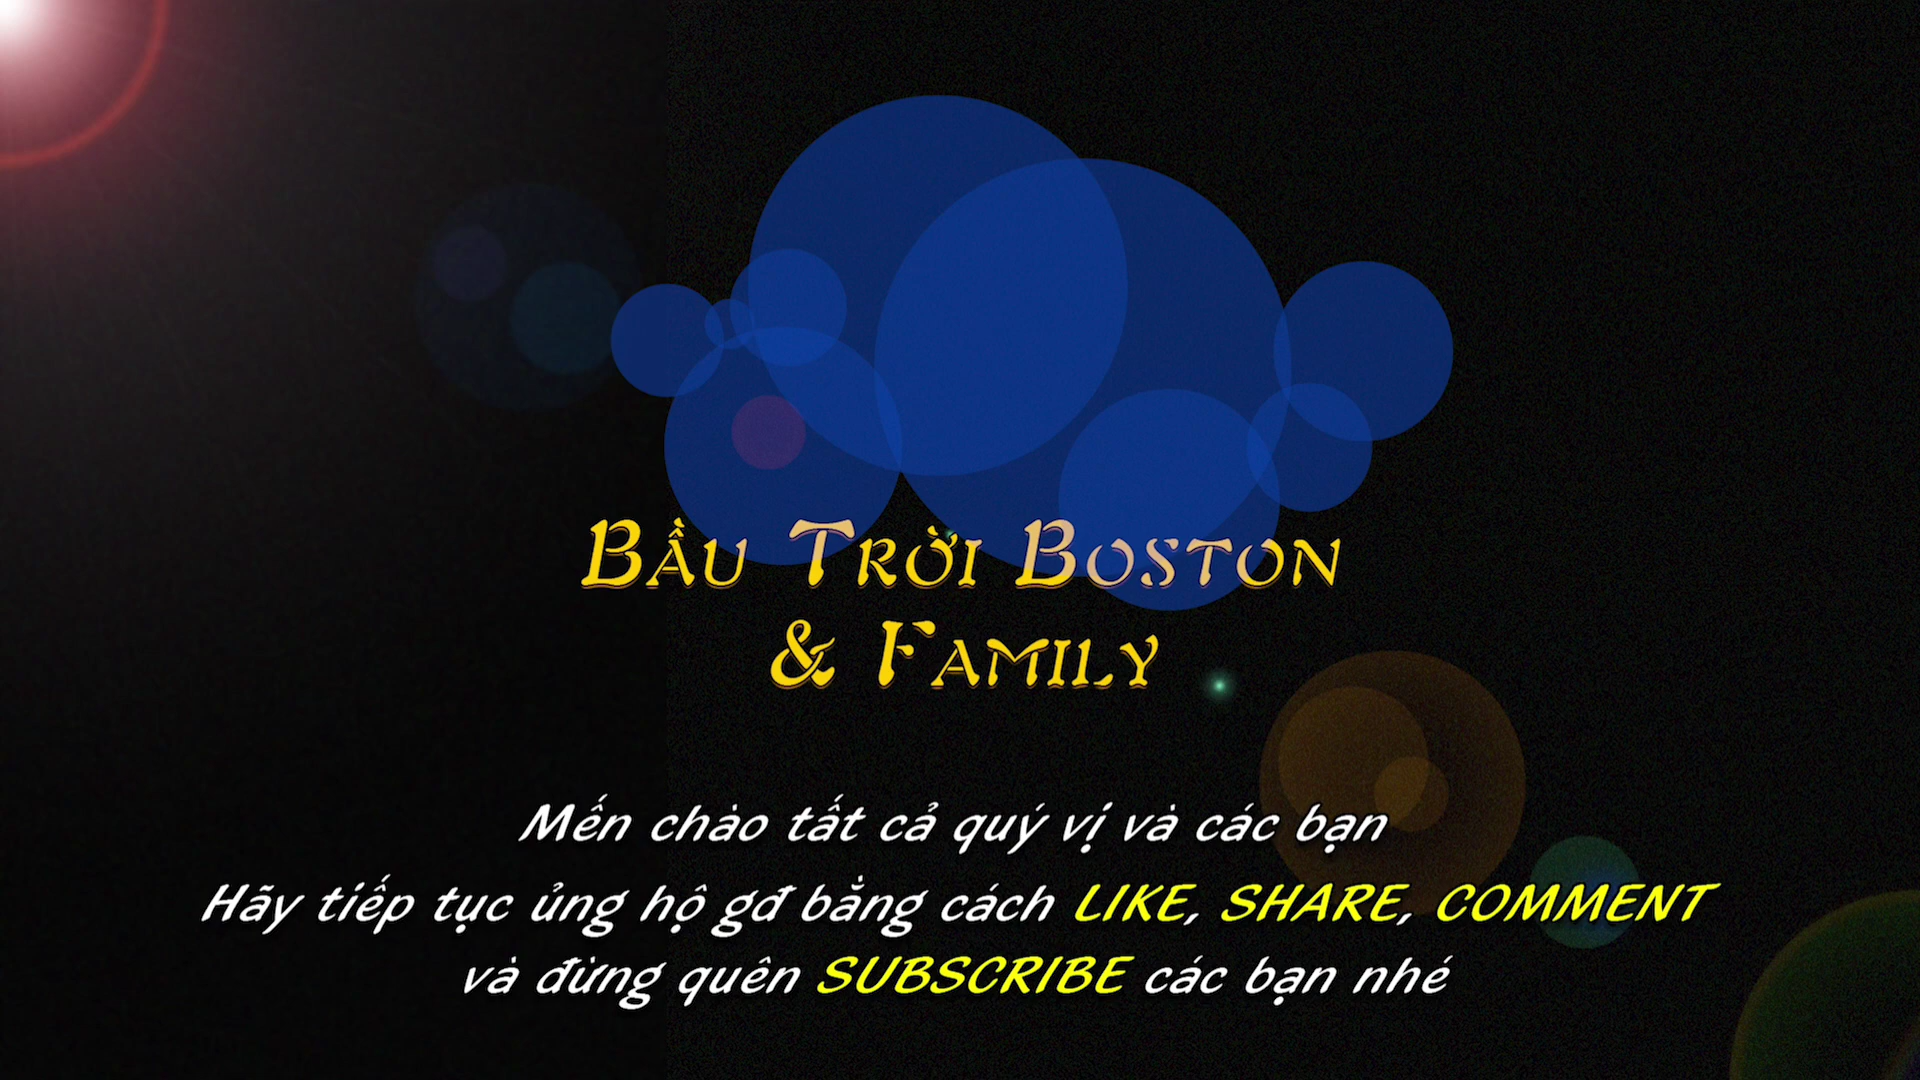 BẦU TRỜI BOSTON
& FAMILY
Mến chào tất cả quý vị và các bạn
Hãy tiếp tục ủng hộ gđ bằng cách LIKE, SHARE, COMMENT
và đừng quên SUBSCRIBE các bạn nhé